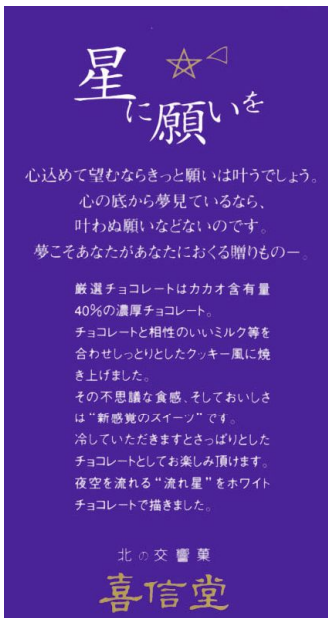 星に願いを
心込めて望むならきっと願いは叶うでしょう。
心の底から夢見ているなら、
叶わぬ願いなどないのです。
夢こそあなたがあなたにおくる贈りものー。
厳選チョコレートはカカオ含有量
40%の濃厚チョコレート。
チョコレートと相性のいいミルク等を
合わせしっとりとしたクッキー風に焼
き上げました。
その不思議な食感、そしておいしさ
は“新感覚のスイーツ”です。
冷していただきますとさっぱりとした
チョコレートとしてお楽しみ頂けます。
夜空を流れる“流れ星”をホワイト
チョコレートで描きました。
北の交響菓
喜信堂